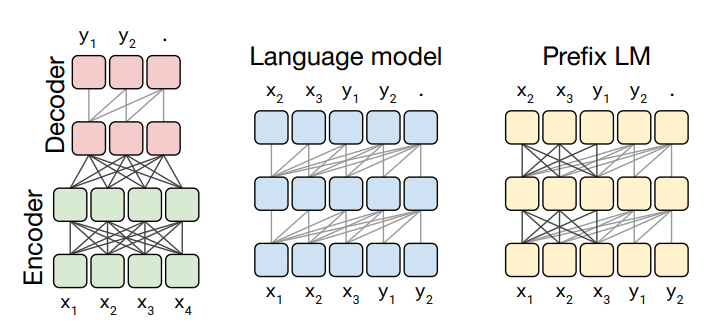 y1 y2 .
Decoder
Encoder
x1 x2 x3 x4
Language model
x2 x3 y1 y2 .
x1 x2 x3 y1 y2
Prefix LM
x2 x3 y1 y2 .
x1 x2 x3 y1 y2